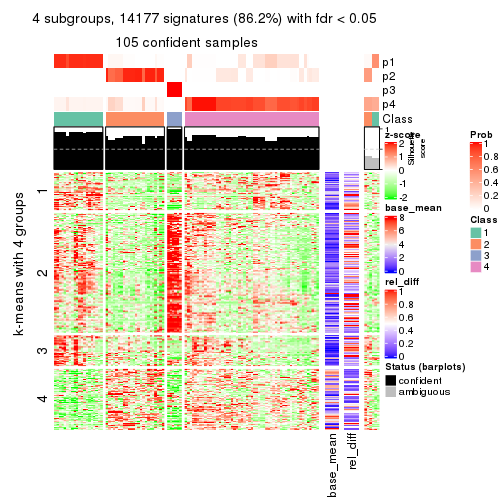 4 subgroups, 14177 signatures (86.2%) with fdr < 0.05
105 confident samples
p1
p2
p3
p4
Class
1
Silhouette
score
k-means with 4 groups
1
2
3
4
base_mean
rel_diff
z-score
2
1
0
-1
-2
base_mean
8
6
4
2
0
rel_diff
1
0.8
0.6
0.4
0.2
0
Status (barplots)
confident
ambiguous
Prob
1
0.8
0.6
0.4
0.2
0
Class
1
2
3
4